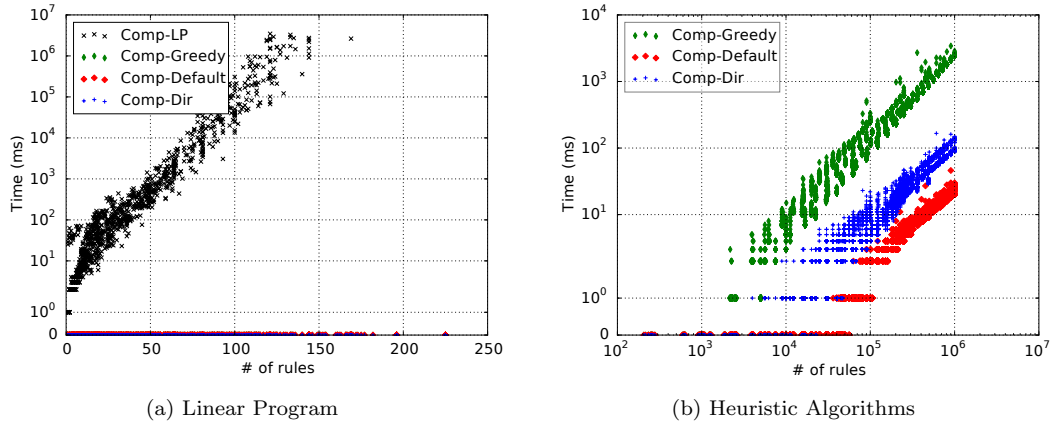 10^7
Comp-LP
Comp-Greedy
Comp-Default
Comp-Dir
10^6
10^5
10^4
10^3
10^2
10^1
10^0
0
Time (ms)
0 50 100 150 200 250
# of rules
(a) Linear Program
10^4
Comp-Greedy
Comp-Default
Comp-Dir
10^3
10^2
10^1
10^0
0
Time (ms)
10^2 10^3 10^4 10^5 10^6 10^7
# of rules
(b) Heuristic Algorithms